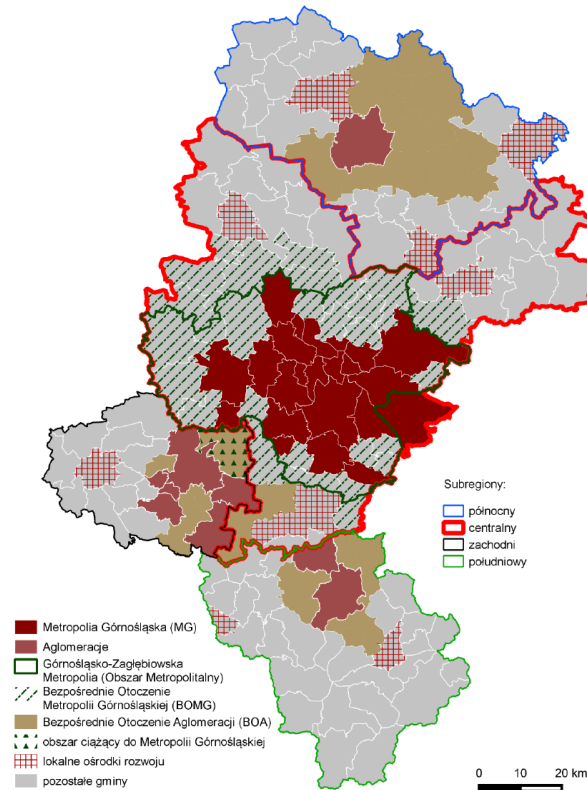 Subregiony:
północny
centralny
zachodni
południowy
Metropolia Górnośląska (MG)
Aglomeracje
Górnośląsko-Zagłębiowska
Metropolia (Obszar Metropolitalny)
Bezpośrednie Otoczenie
Metropolii Górnośląskiej (BOMG)
Bezpośrednie Otoczenie Aglomeracji (BOA)
obszar ciążący do Metropolii Górnośląkiej
lokalne ośrodki rozwoju
pozostałe gminy
0 10 20 km